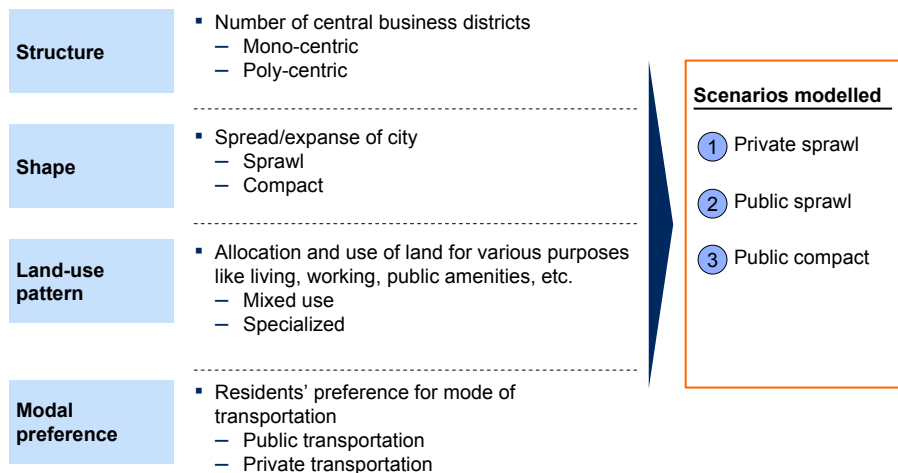 Structure
▪ Number of central business districts
– Mono-centric
– Poly-centric
Shape
▪ Spread/expanse of city
– Sprawl
– Compact
Land-use
pattern
▪ Allocation and use of land for various purposes
like living, working, public amenities, etc.
– Mixed use
– Specialized
Modal
preference
▪ Residents’ preference for mode of
transportation
– Public transportation
– Private transportation
Scenarios modelled
1 Private sprawl
2 Public sprawl
3 Public compact